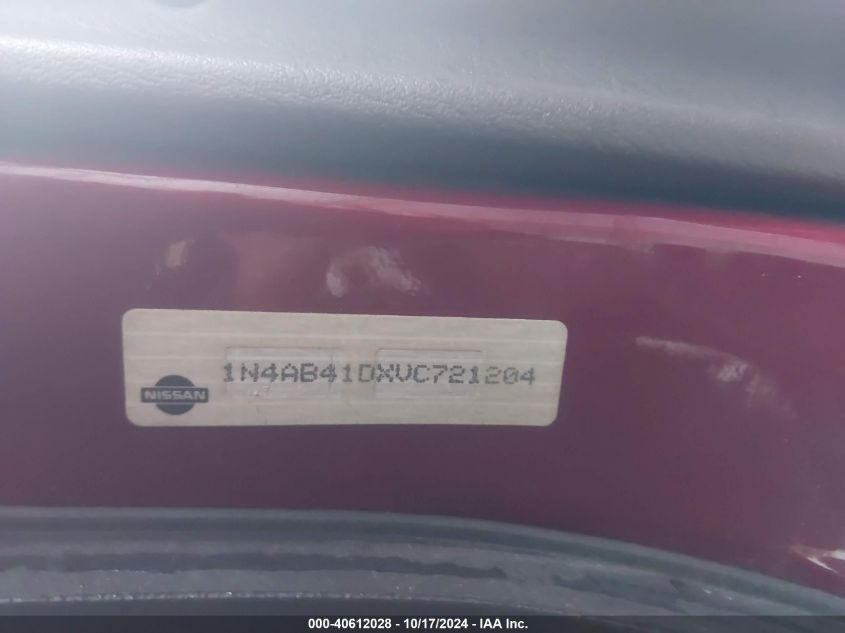 1N4AB41DXVC721204
NISSAN
000-40612028 - 10/17/2024 - IAA Inc.